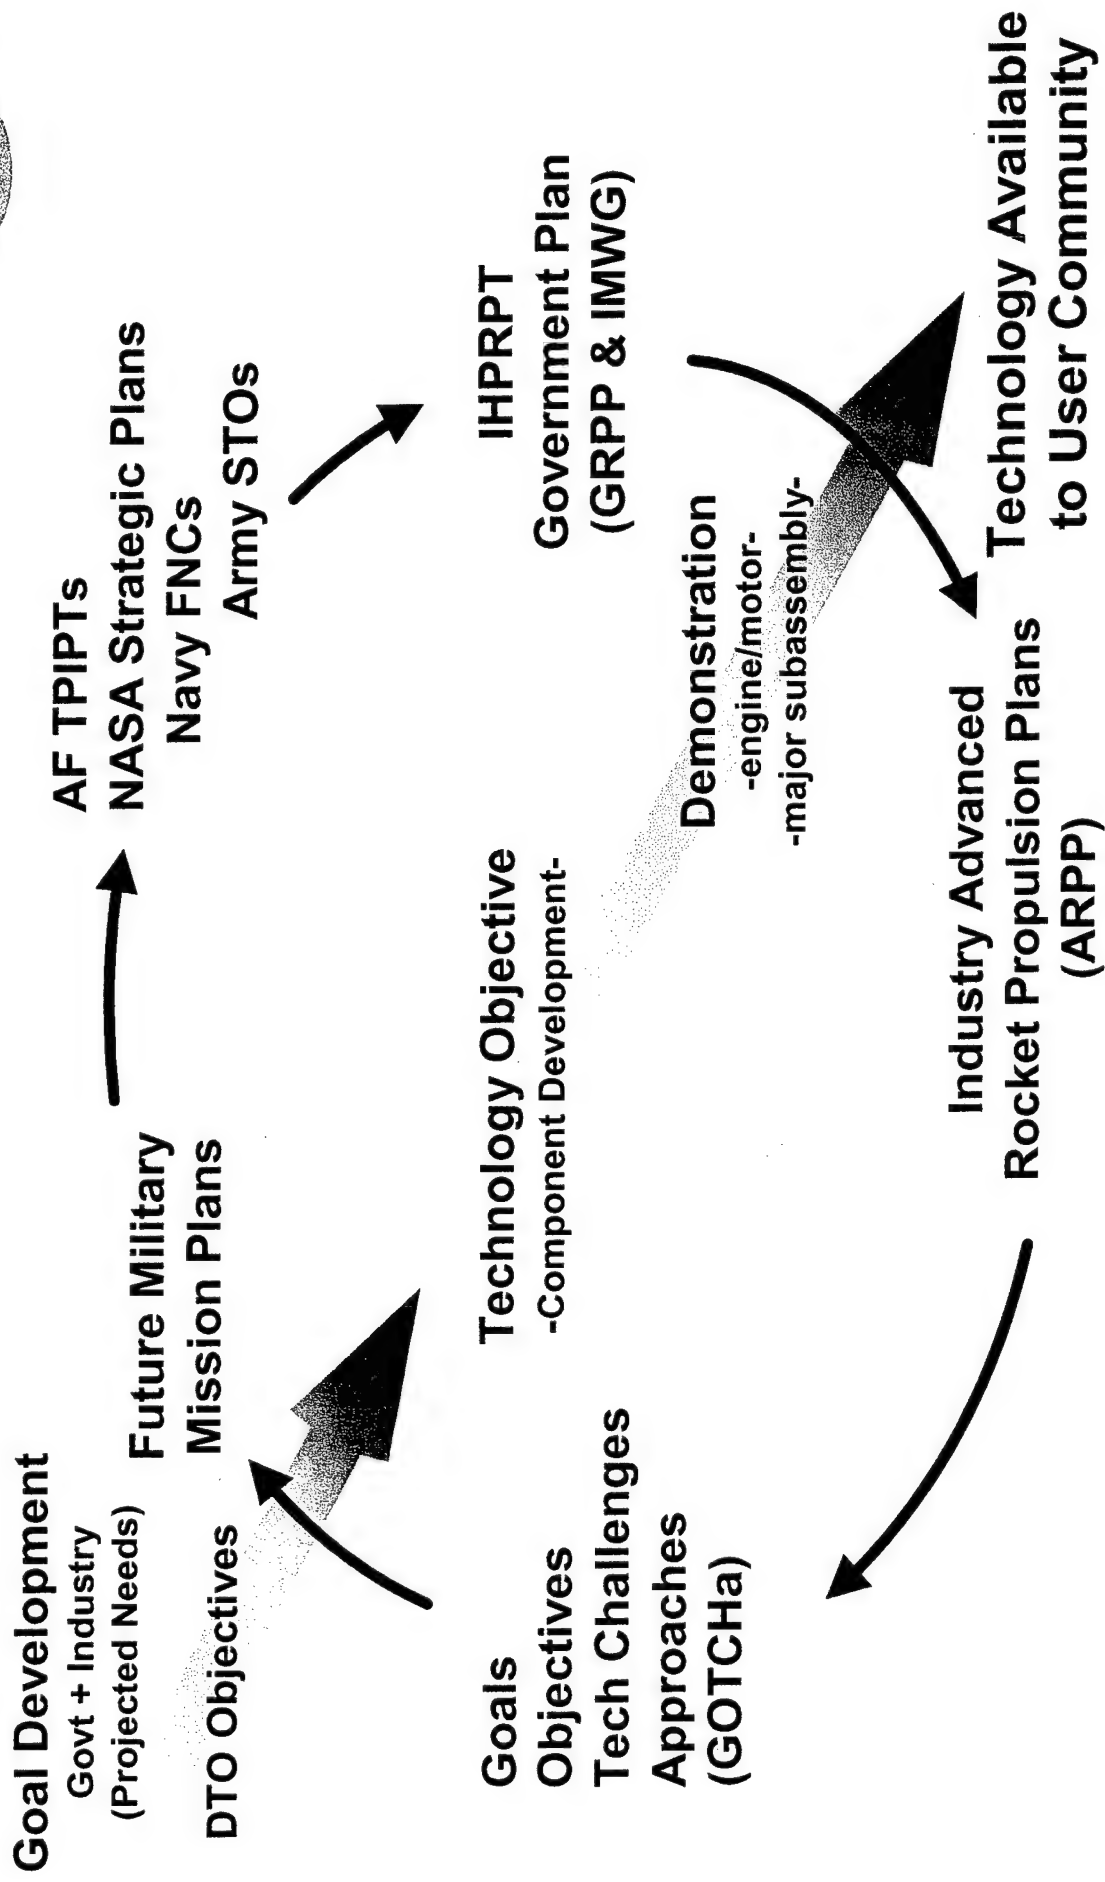 Goal Development
Govt + Industry
(Projected Needs)
DTO Objectives
Future Military
Mission Plans
AF TPIPTs
NASA Strategic Plans
Navy FNCs
Army STOs
IHPRPT
Government Plan
(GRPP & IMWG)
Technology Objective
-Component Development-
Demonstration
-engine/motor-
-major subassembly-
Goals
Objectives
Tech Challenges
Approaches
(GOTCHa)
Industry Advanced
Rocket Propulsion Plans
(ARPP)
Technology Available
to User Community